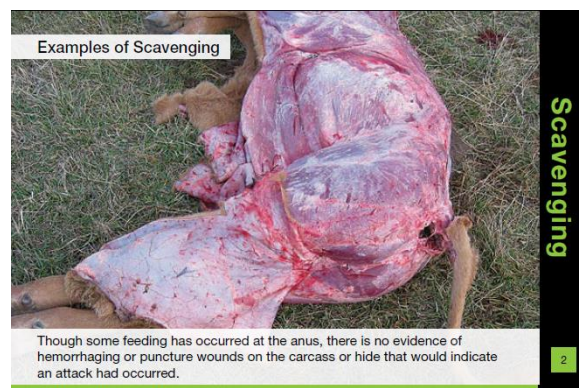 Examples of Scavenging
Scavenging
Though some feeding has occurred at the anus, there is no evidence of
hemorrhaging or puncture wounds on the carcass or hide that would indicate
an attack had occurred.
2